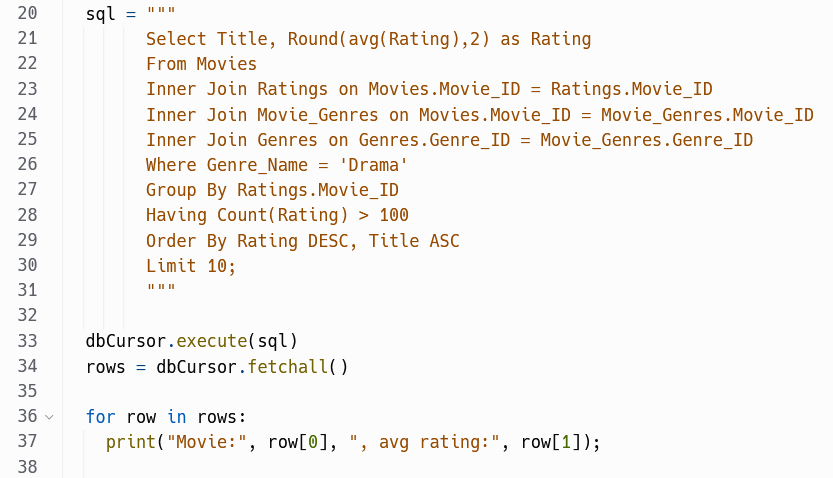 20 sql = """
21 Select Title, Round(avg(Rating),2) as Rating
22 From Movies
23 Inner Join Ratings on Movies.Movie_ID = Ratings.Movie_ID
24 Inner Join Movie_Genres on Movies.Movie_ID = Movie_Genres.Movie_ID
25 Inner Join Genres on Genres.Genre_ID = Movie_Genres.Genre_ID
26 Where Genre_Name = 'Drama'
27 Group By Ratings.Movie_ID
28 Having Count(Rating) > 100
29 Order By Rating DESC, Title ASC
30 Limit 10;
31 """
32
33 dbCursor.execute(sql)
34 rows = dbCursor.fetchall()
35
36 for row in rows:
37 print("Movie:", row[0], ", avg rating:", row[1]);
38